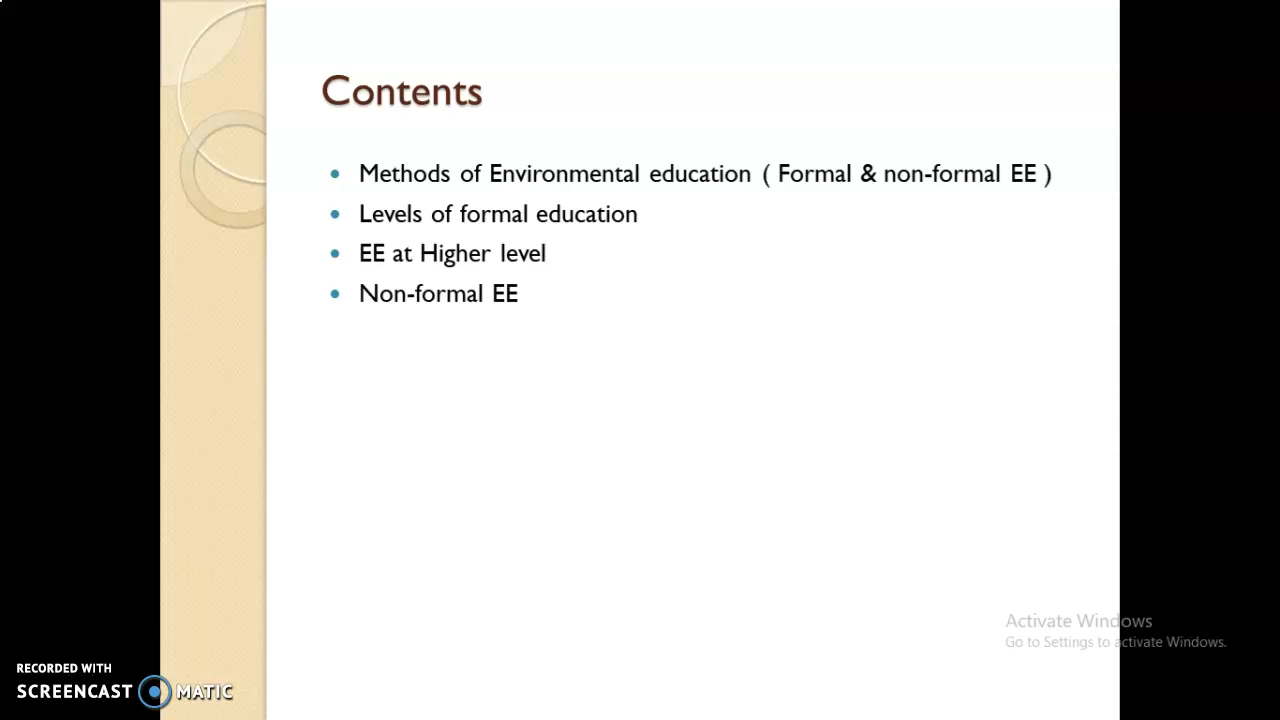 Contents
• Methods of Environmental education ( Formal & non-formal EE )
• Levels of formal education
• EE at Higher level
• Non-formal EE
Activate Windows
Go to Settings to activate Windows.
RECORDED WITH
SCREENCAST MATIC